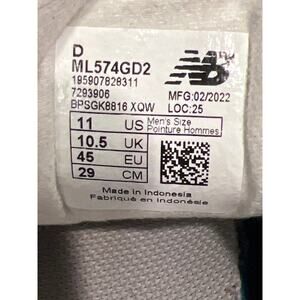 D
ML574GD2
195907828311
7293906
BPSGK8816 XQW
NB
MFG:02/2022
LOC:25
11 US Men's Size
Pointure Hommes
10.5 UK
45 EU
29 CM
Made in Indonesia
Fabriqué en Indonésie